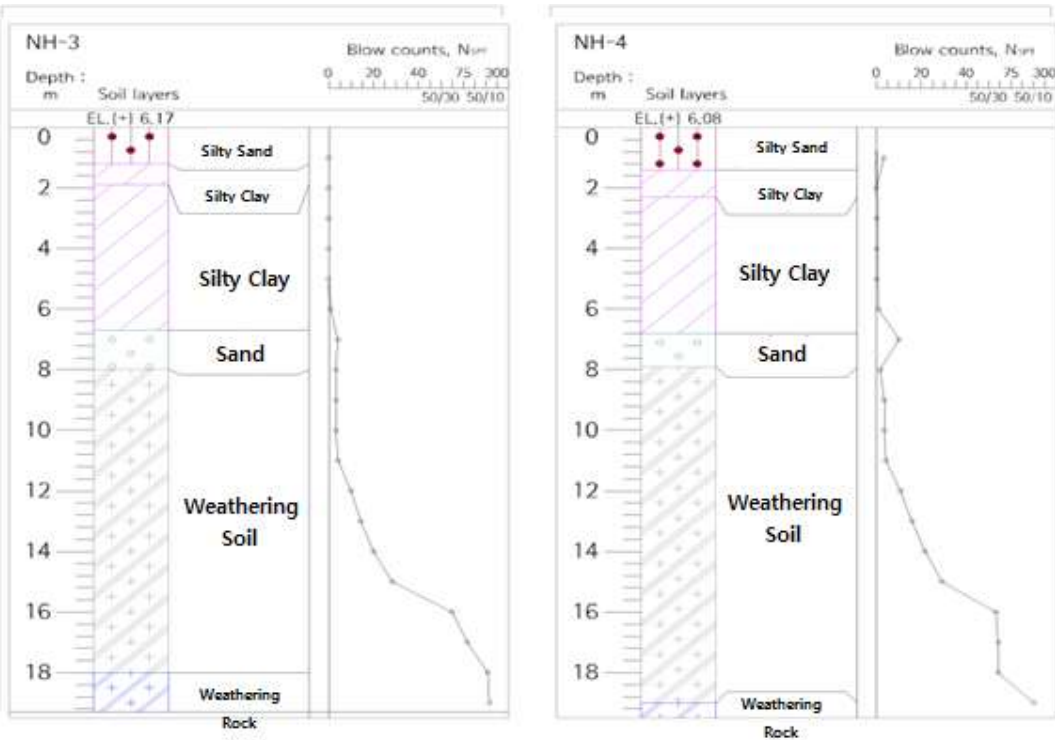 NH-3
Blow counts, NSPT
Depth :
m Soil layers
0 20 40 75 300
50/30 50/10
EL.(+) 6.17
0
Silty Sand
2
Silty Clay
4
Silty Clay
6
Sand
8
10
12
Weathering
Soil
14
16
18
Weathering
Rock
NH-4
Blow counts, NSPT
Depth :
m Soil layers
0 20 40 75 300
50/30 50/10
EL.(+) 6.08
0
Silty Sand
2
Silty Clay
4
Silty Clay
6
Sand
8
10
12
Weathering
Soil
14
16
18
Weathering
Rock